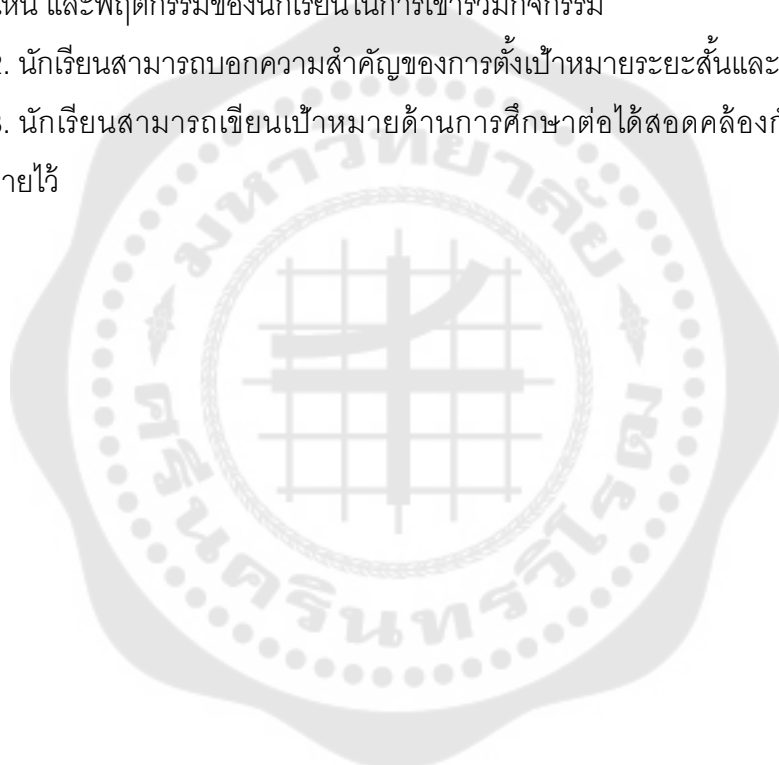 และพฤติกรรมของนักเรียนในการเข้าร่วมกิจกรรม
2. นักเรียนสามารถบอกความสำคัญของการตั้งเป้าหมายระยะสั้นและ
3. นักเรียนสามารถเขียนเป้าหมายด้านการศึกษาต่อได้สอดคล้อง
ายไว้
มหาวิทยาลัย
ศรีนครินทรวิโรฒ